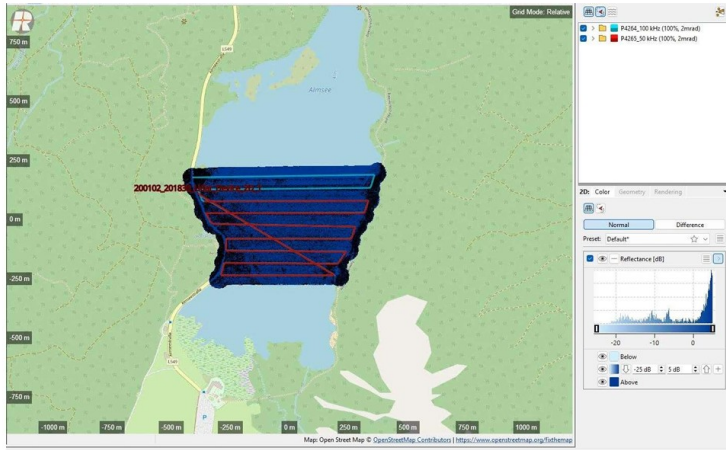 Grid Mode: Relative
750 m
500 m
250 m
0 m
-250 m
-500 m
-750 m
-1000 m
-750 m
-500 m
-250 m
0 m
250 m
500 m
750 m
1000 m
L549
Almsee
L549
P
Map: Open Street Map © OpenStreetMap Contributors | https://www.openstreetmap.org/fixthemap
P4264_100 kHz (100%, 2mrad)
P4265_50 kHz (100%, 2mrad)
2D: Color Geometry Rendering
Normal Difference
Preset: Default*
Reflectance [dB]
-20 -10 0
Below
-25 dB 5 dB
Above